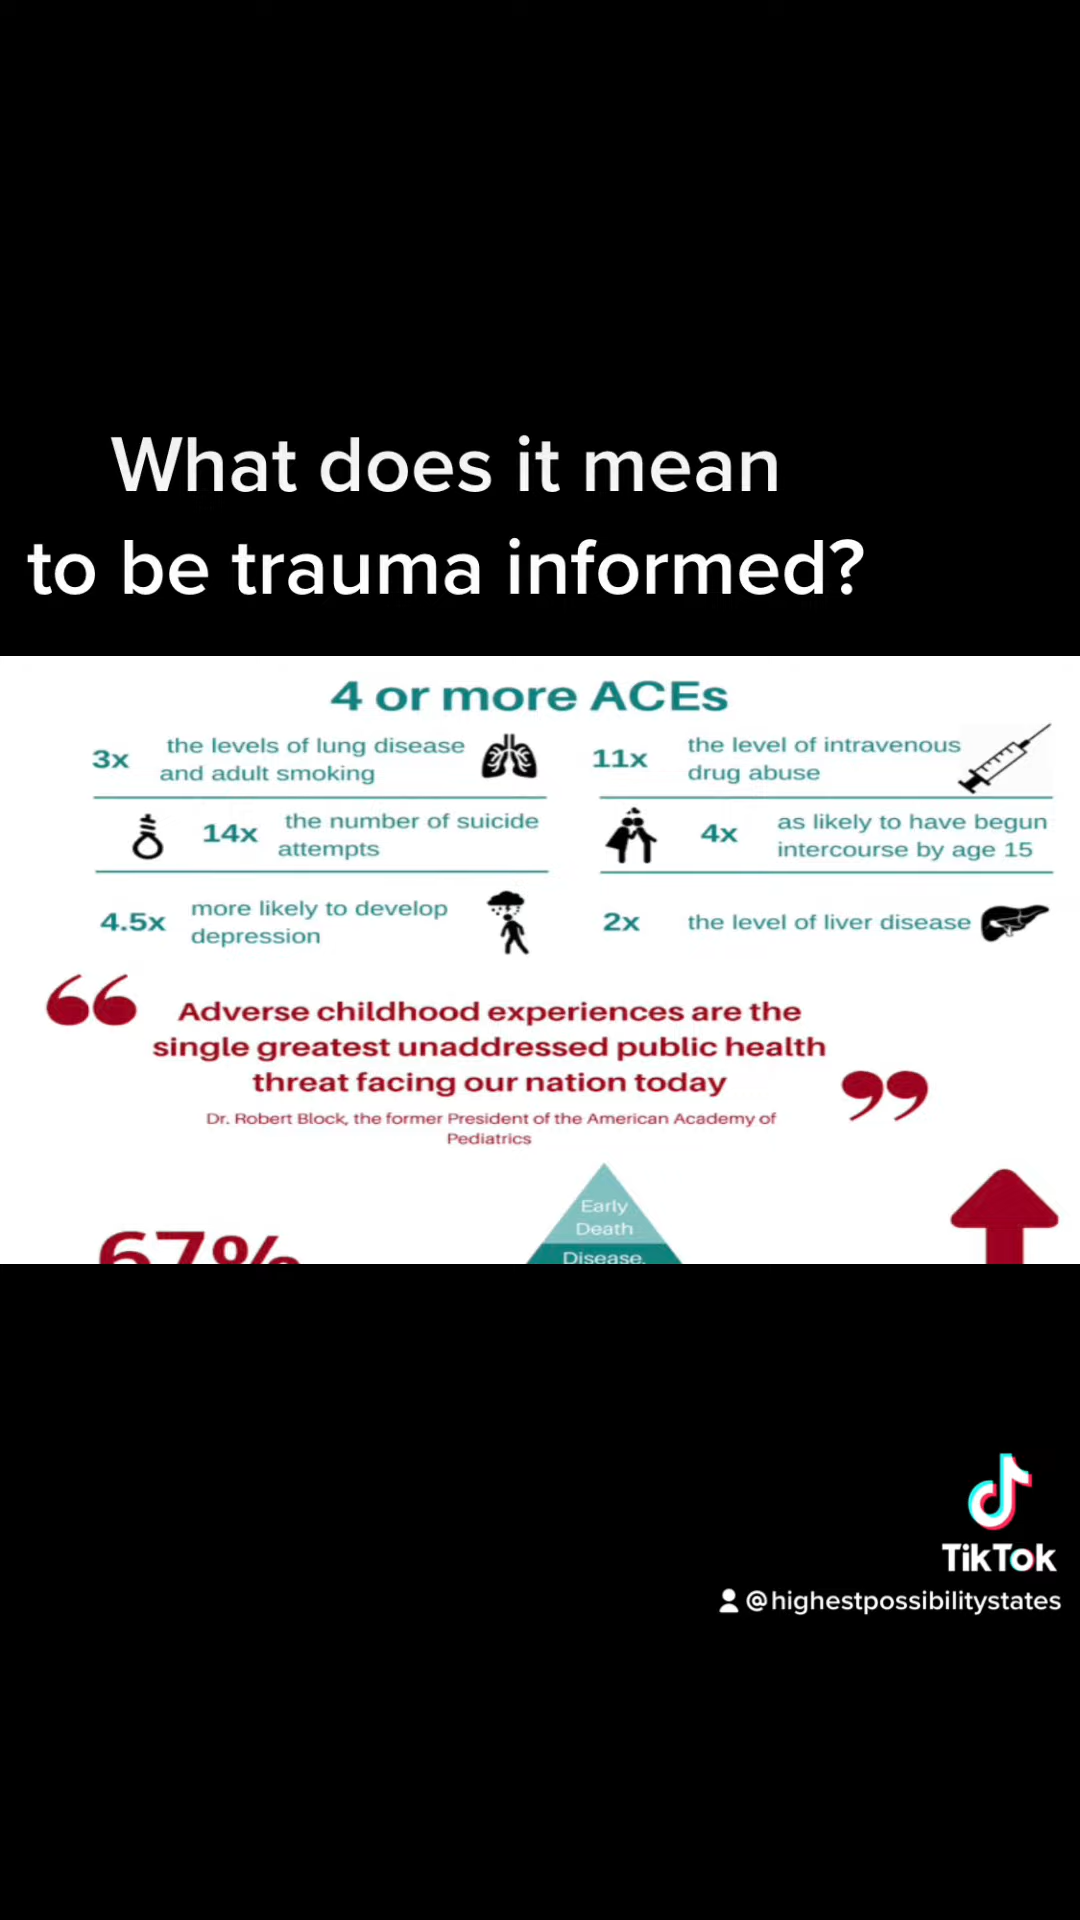 What does it mean
to be trauma informed?
4 or more ACEs
3x
the levels of lung disease
and adult smoking
11x
the level of intravenous
drug abuse
14x
the number of suicide
attempts
4x
as likely to have begun
intercourse by age 15
4.5x
more likely to develop
depression
2x
the level of liver disease
“ Adverse childhood experiences are the
single greatest unaddressed public health
threat facing our nation today ”
Dr. Robert Block, the former President of the American Academy of
Pediatrics
67%
Early
Death
Disease,
TikTok
@highestpossibilitystates